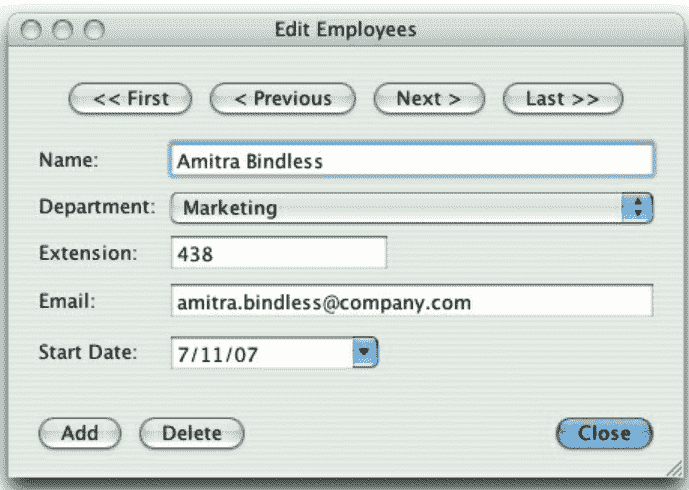 Edit Employees
<< First < Previous Next > Last >>
Name: Amitra Bindless
Department: Marketing
Extension: 438
Email: amitra.bindless@company.com
Start Date: 7/11/07
Add Delete Close